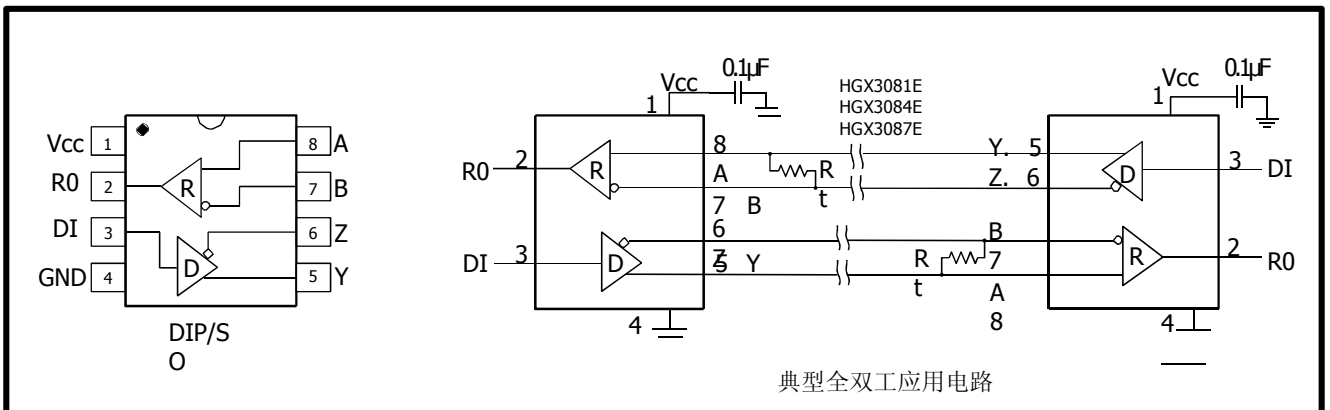 Vcc 1
R0 2
DI 3
GND 4
8 A
7 B
6 Z
5 Y
R
D
DIP/S
O
Vcc
0.1µF
1
R0
2
R
8
A
7 B
6
Z
5 Y
DI
3
D
4
R
t
HGX3081E
HGX3084E
HGX3087E
Vcc
0.1µF
1
Y. 5
Z. 6
D
3
DI
B
7
A
8
R
t
R
2
R0
4
典型全双工应用电路